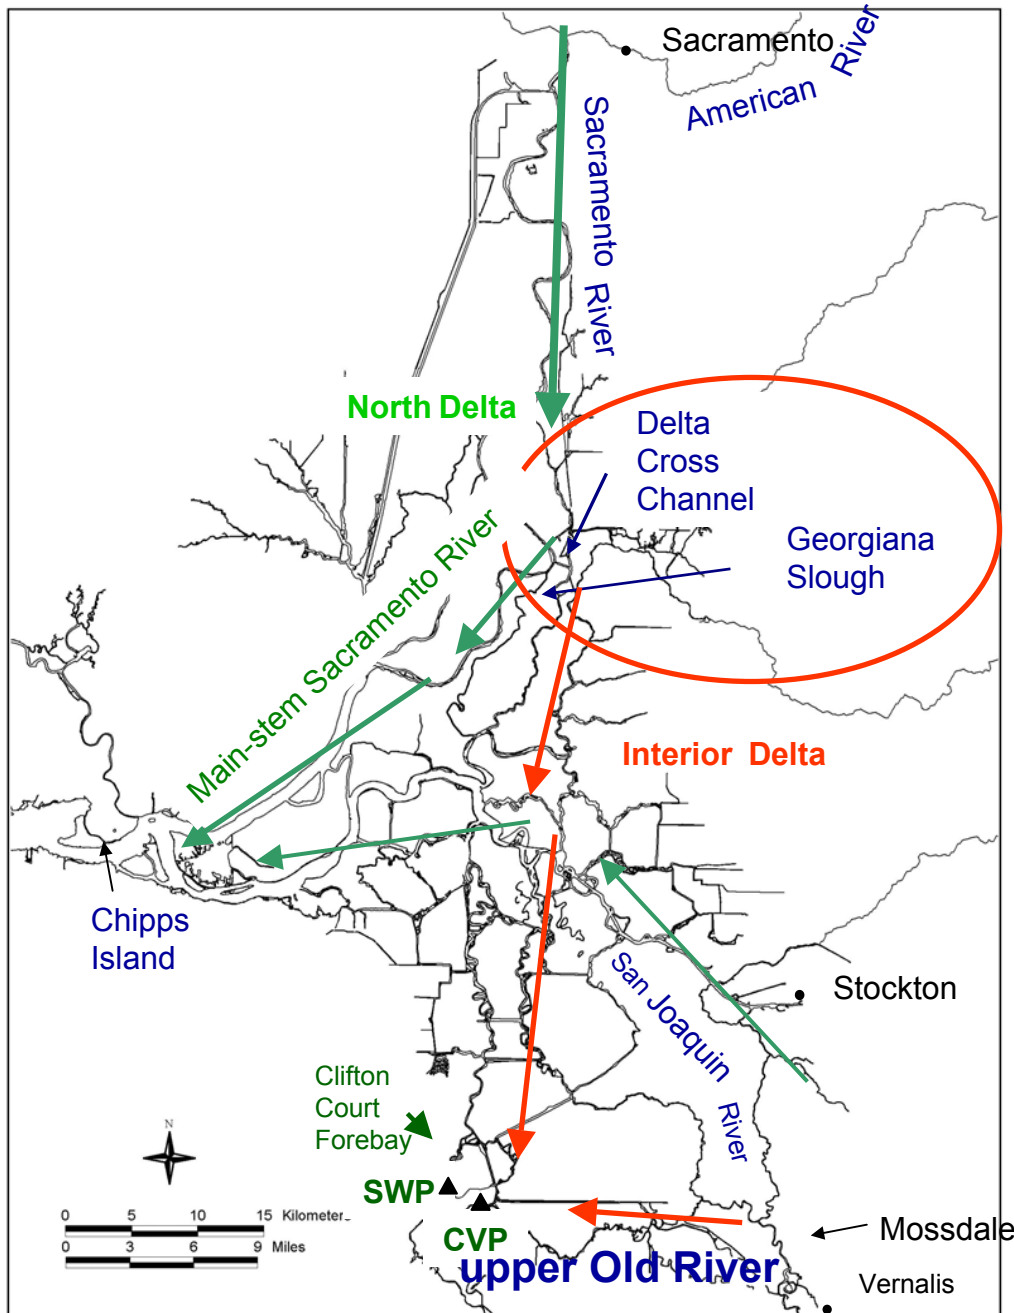 Sacramento
American River
Sacramento River
North Delta
Delta
Cross
Channel
Georgiana
Slough
Main-stem Sacramento River
Interior Delta
Chipps
Island
Stockton
San Joaquin River
Clifton
Court
Forebay
N
SWP
CVP
0 5 10 15 Kilometer
0 3 6 9 Miles
Mossdale
upper Old River
Vernalis